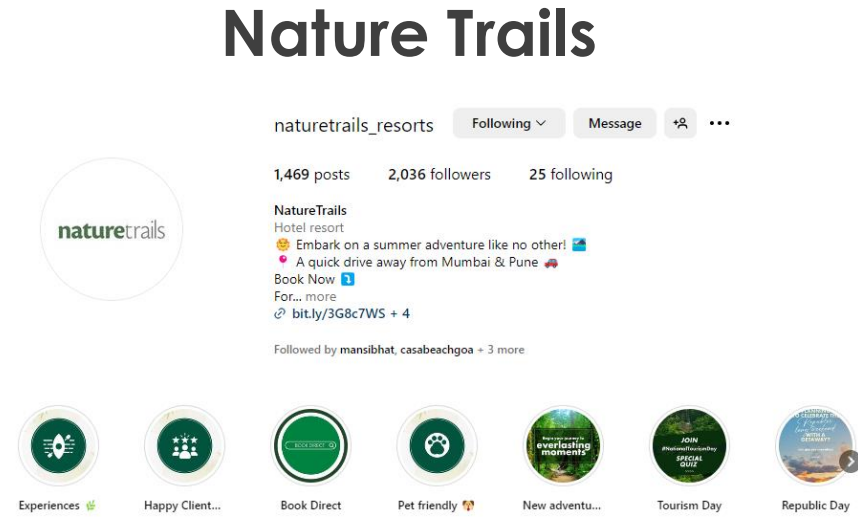 Nature Trails
naturetrails_resorts Following Message
1,469 posts 2,036 followers 25 following
naturetrails
NatureTrails
Hotel resort
🌞 Embark on a summer adventure like no other! 🏞️
📍 A quick drive away from Mumbai & Pune 🚗
Book Now ⤵️
For... more
bit.ly/3G8c7WS + 4
Followed by mansibhat, casabeachgoa + 3 more
BOOK DIRECT
everlasting
moments
JOIN
#NationalTourismDay
SPECIAL
QUIZ
WITH A
GETAWAY?
Experiences 🌿 Happy Client... Book Direct Pet friendly 🐶 New adventu... Tourism Day Republic Day